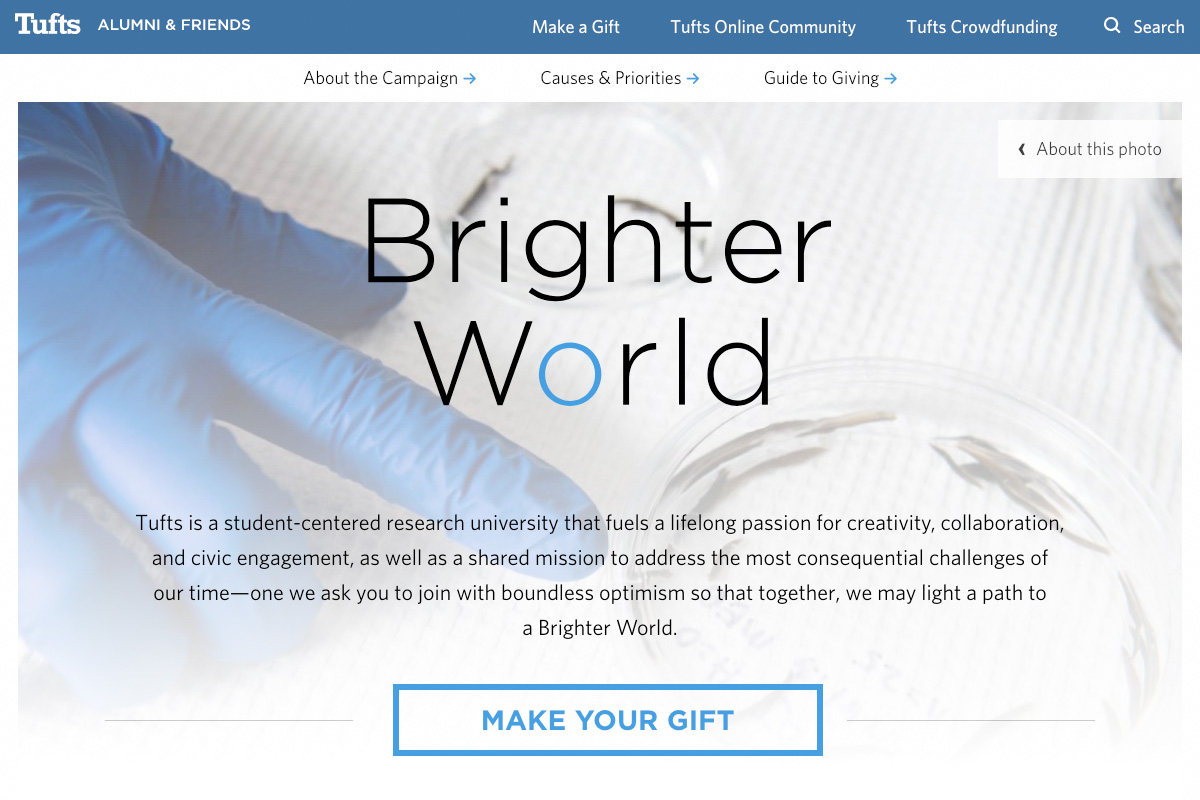 Tufts ALUMNI & FRIENDS Make a Gift Tufts Online Community Tufts Crowdfunding Search
About the Campaign → Causes & Priorities → Guide to Giving →
‹ About this photo
Brighter
World
Tufts is a student-centered research university that fuels a lifelong passion for creativity, collaboration,
and civic engagement, as well as a shared mission to address the most consequential challenges of
our time—one we ask you to join with boundless optimism so that together, we may light a path to
a Brighter World.
MAKE YOUR GIFT